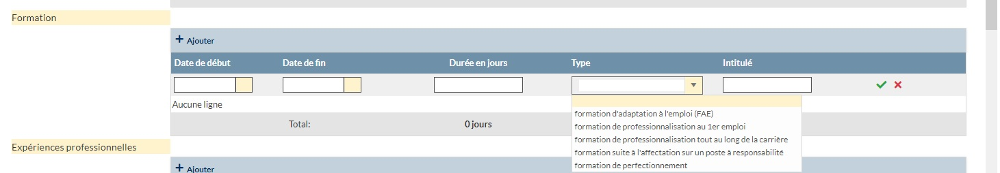 Formation
+ Ajouter
Date de début Date de fin Durée en jours Type Intitulé
Aucune ligne
Total: 0 jours
formation d'adaptation à l'emploi (FAE)
formation de professionnalisation au 1er emploi
formation de professionnalisation tout au long de la carrière
formation suite à l'affectation sur un poste à responsabilité
formation de perfectionnement
Expériences professionnelles
+ Ajouter